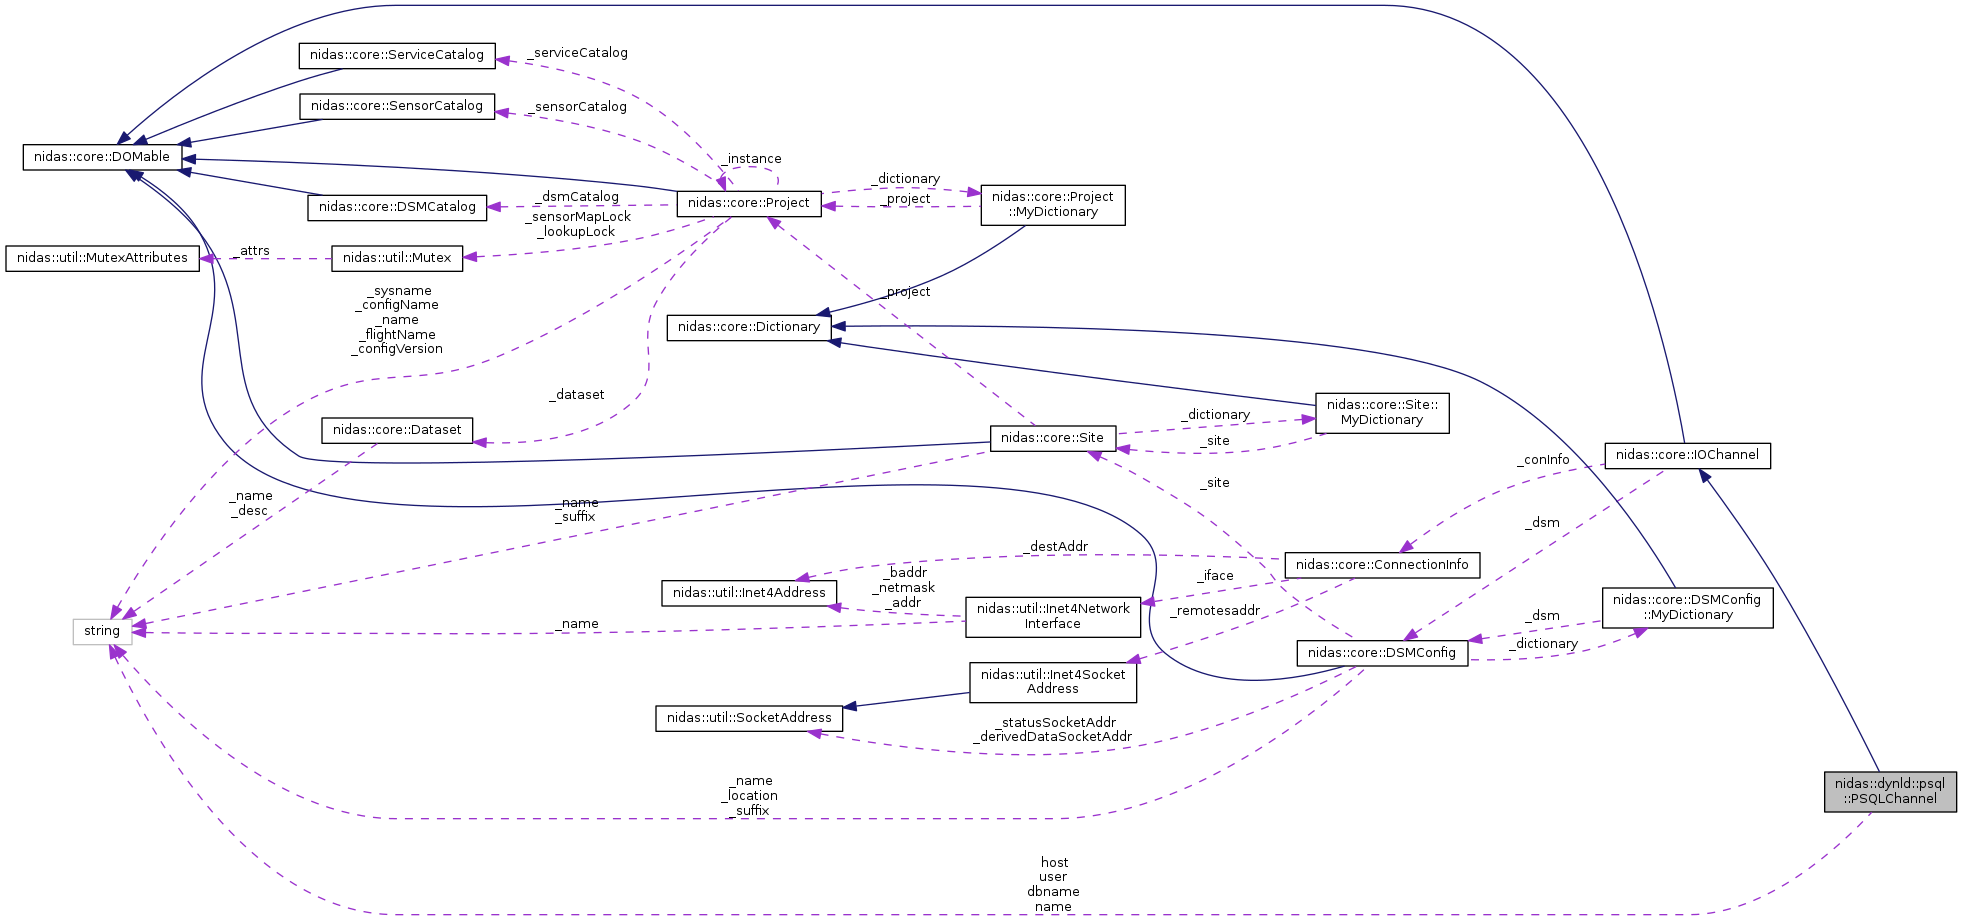 _serviceCatalog
nidas::core::ServiceCatalog
_sensorCatalog
nidas::core::SensorCatalog
nidas::core::DOMable
_instance
_dictionary
_project
nidas::core::Project
::MyDictionary
_dsmCatalog
nidas::core::DSMCatalog
nidas::core::Project
_sensorMapLock
_lookupLock
_attrs
nidas::util::MutexAttributes
nidas::util::Mutex
_sysname
_configName
_name
_flightName
_configVersion
_project
nidas::core::Dictionary
_dataset
nidas::core::Dataset
nidas::core::Site
_dictionary
_site
nidas::core::Site::
MyDictionary
nidas::core::IOChannel
_conInfo
_site
_name
_desc
_name
_suffix
_dsm
_destAddr
nidas::core::ConnectionInfo
_baddr
_netmask
_addr
_iface
nidas::util::Inet4Address
nidas::util::Inet4Network
Interface
_remotesaddr
nidas::core::DSMConfig
::MyDictionary
_dsm
_dictionary
string
_name
nidas::core::DSMConfig
nidas::util::Inet4Socket
Address
nidas::util::SocketAddress
_statusSocketAddr
_derivedDataSocketAddr
_name
_location
_suffix
nidas::dynld::psql
::PSQLChannel
host
user
dbname
name